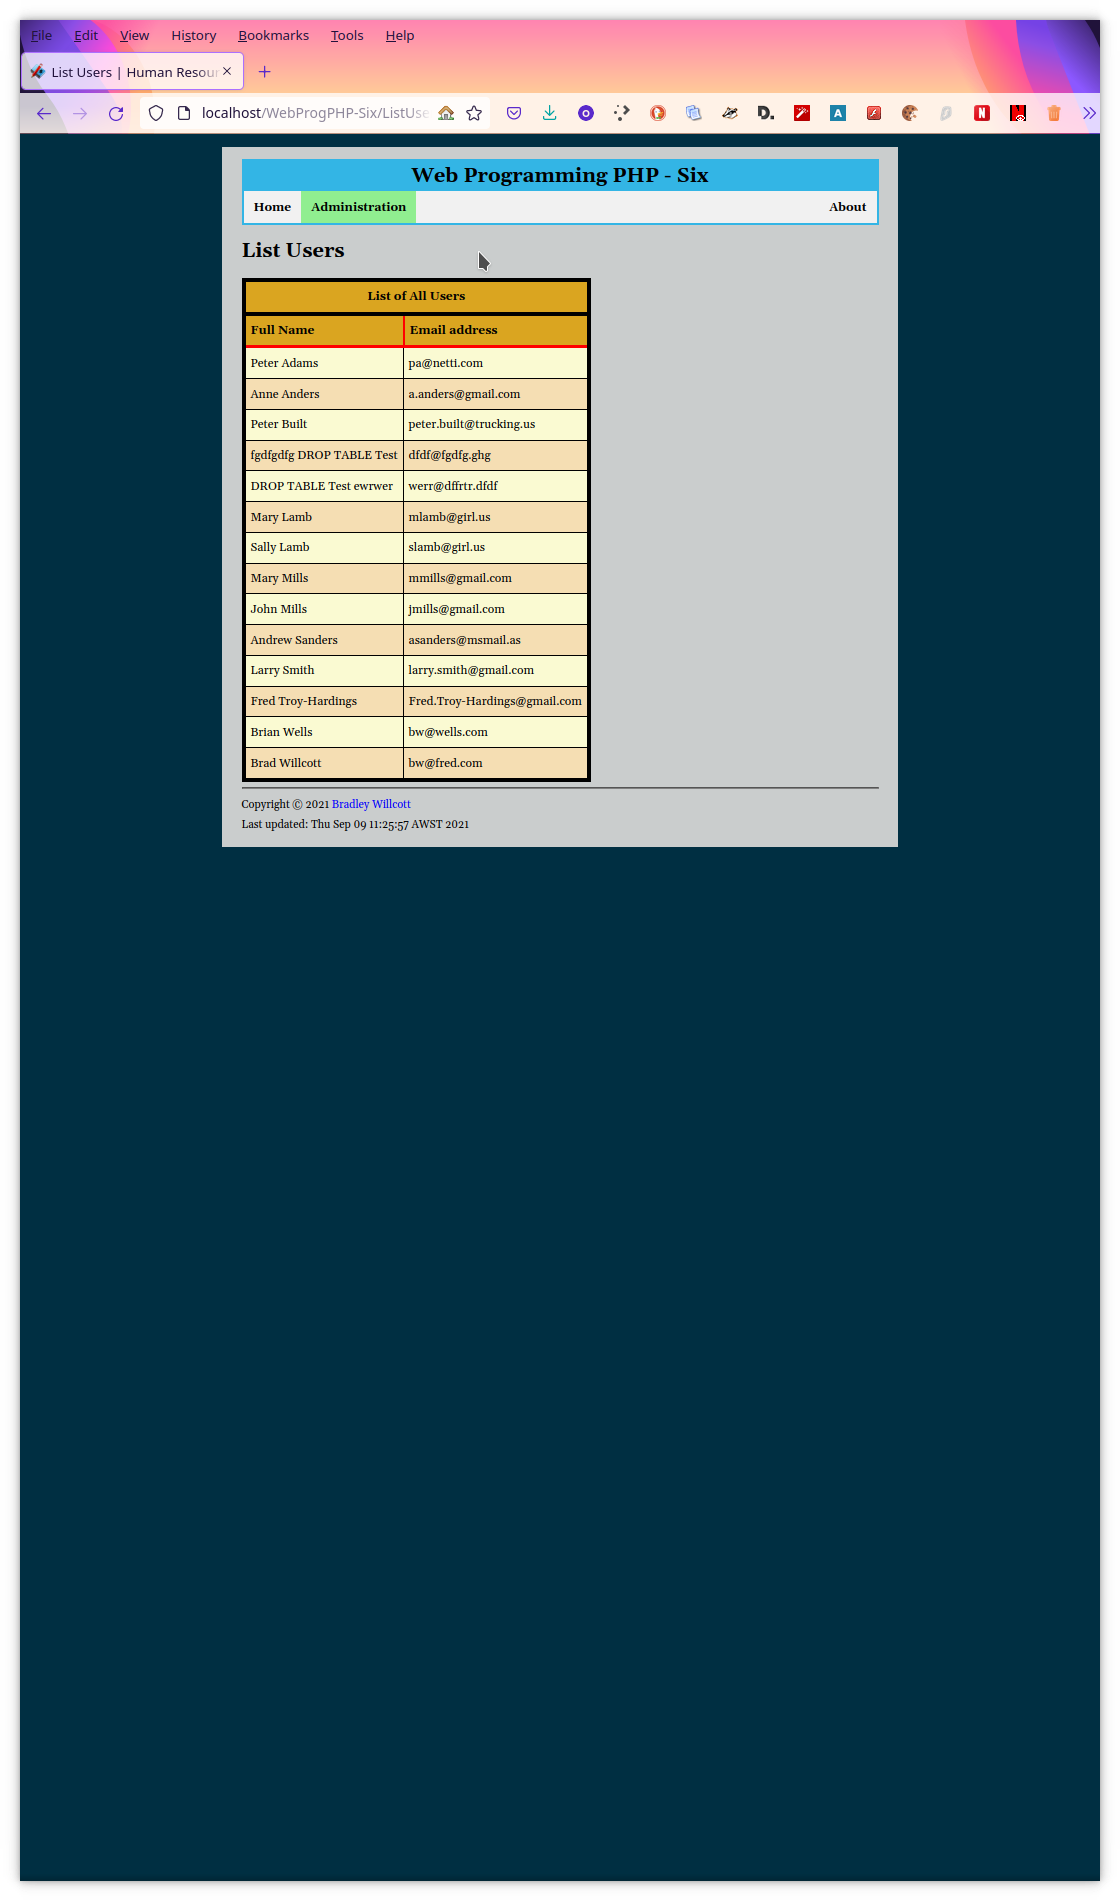 File Edit View History Bookmarks Tools Help
List Users | Human Resour
localhost/WebProgPHP-Six/ListUse
Web Programming PHP - Six
Home Administration About
List Users
List of All Users
Full Name Email address
Peter Adams pa@netti.com
Anne Anders a.anders@gmail.com
Peter Built peter.built@trucking.us
fgdfgdfg DROP TABLE Test dfdf@fgdfg.ghg
DROP TABLE Test ewrwer werr@dffrtr.dfdf
Mary Lamb mlamb@girl.us
Sally Lamb slamb@girl.us
Mary Mills mmills@gmail.com
John Mills jmills@gmail.com
Andrew Sanders asanders@msmail.as
Larry Smith larry.smith@gmail.com
Fred Troy-Hardings Fred.Troy-Hardings@gmail.com
Brian Wells bw@wells.com
Brad Willcott bw@fred.com
Copyright © 2021 Bradley Willcott
Last updated: Thu Sep 09 11:25:57 AWST 2021